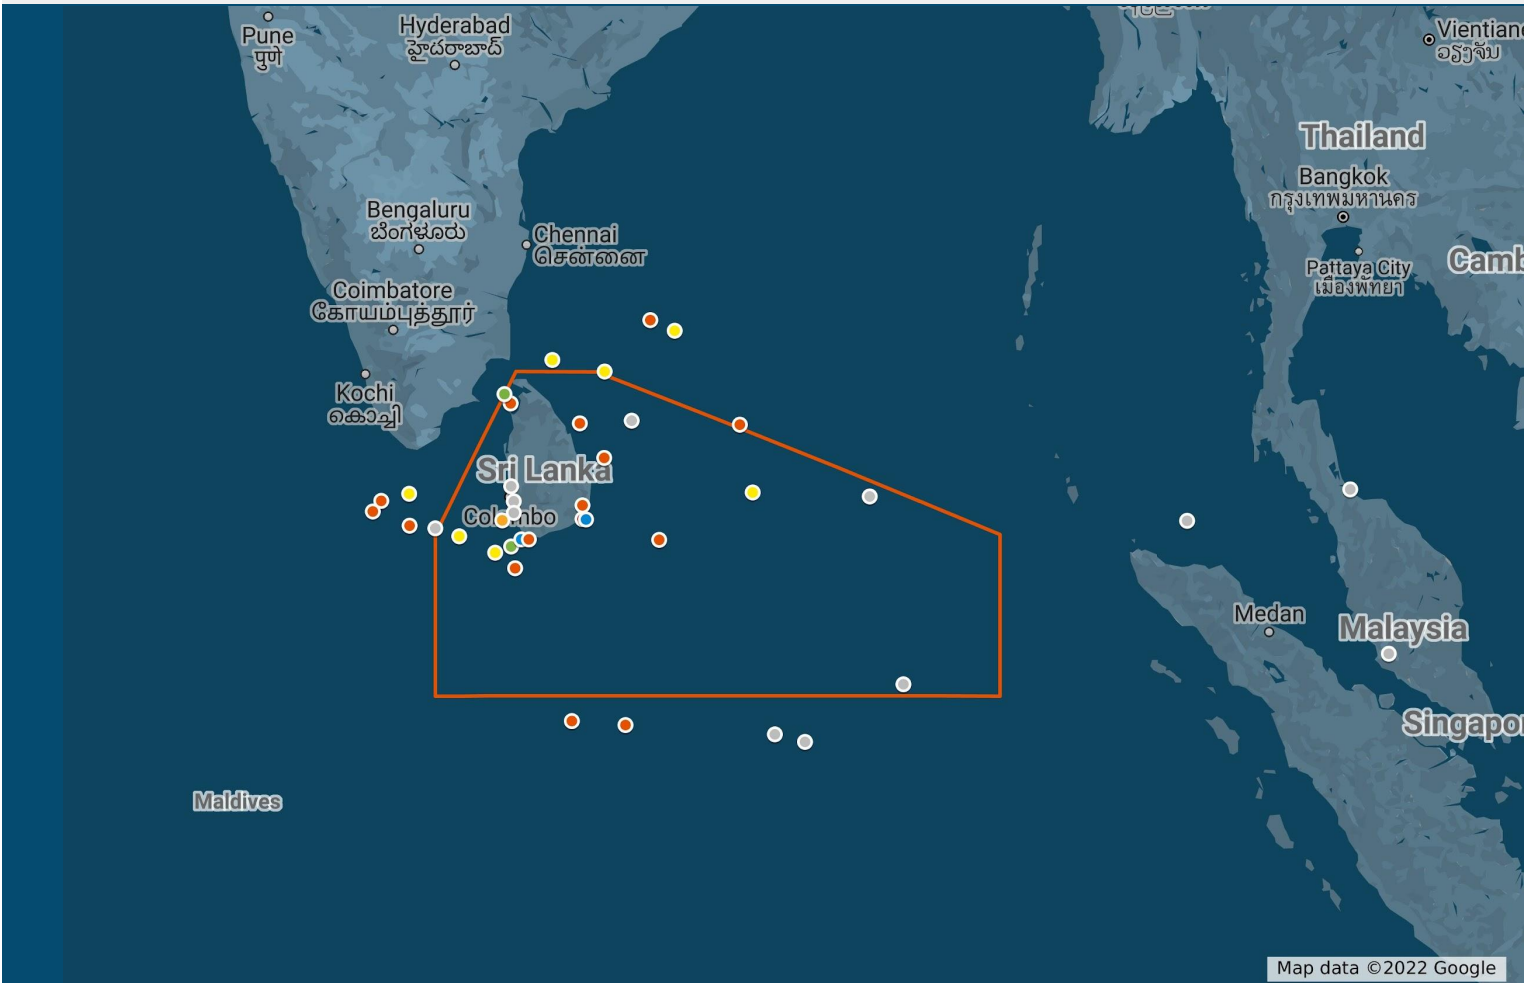 Pune
पुणे
Hyderabad
హైదరాబాద్
Vientiane
ວຽງຈັນ
Thailand
Bangkok
กรุงเทพมหานคร
Bengaluru
ಬೆಂಗಳೂರು
Chennai
சென்னை
Pattaya City
เมืองพัทยา
Camb
Coimbatore
கோயம்புத்தூர்
Kochi
കൊച്ചി
Sri Lanka
Colombo
Medan
Malaysia
Singapor
Maldives
Map data ©2022 Google